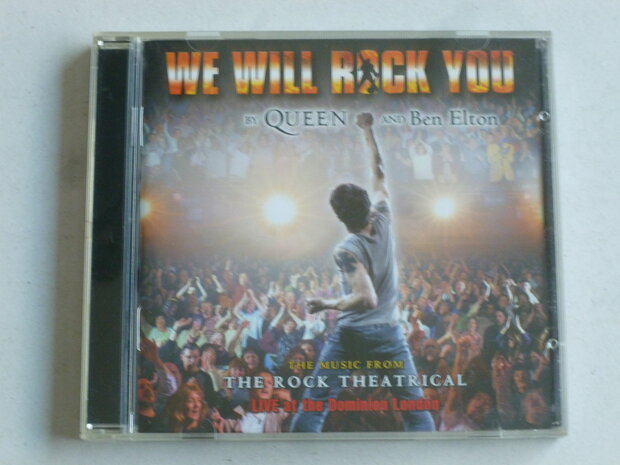 WE WILL ROCK YOU
BY QUEEN AND Ben Elton
THE MUSIC FROM
THE ROCK THEATRICAL
LIVE at the Dominion London